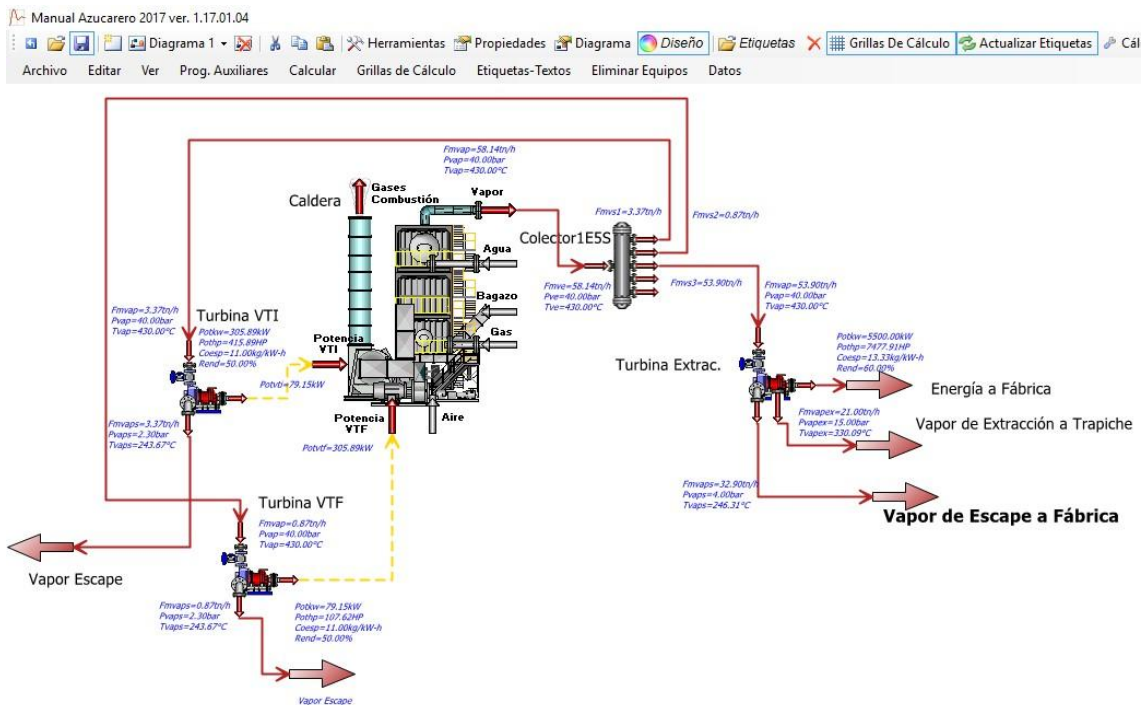 Manual Azucarero 2017 ver. 1.17.01.04
Diagrama 1 Herramientas Propiedades Diagrama Diseño Etiquetas Grillas De Cálculo Actualizar Etiquetas Cál
Archivo Editar Ver Prog. Auxiliares Calcular Grillas de Cálculo Etiquetas-Textos Eliminar Equipos Datos
Fmvap=58.14tn/h
Pvap=40.00bar
Tvap=430.00°C
Caldera
Gases
Combustión
Vapor
Fmvs1=3.37tn/h
Fmvs2=0.87tn/h
Colector1E5S
Agua
Fmve=58.14tn/h
Pve=40.00bar
Tve=430.00°C
Fmvs3=53.90tn/h
Fmvap=53.90tn/h
Pvap=40.00bar
Tvap=430.00°C
Bagazo
Gas
Fmvap=3.37tn/h
Pvap=40.00bar
Tvap=430.00°C
Turbina VTI
Potkw=305.89kW
Pothp=415.89HP
Coesp=11.00kg/kW-h
Rend=50.00%
Potencia
VTI
Potvti=79.15kW
Turbina Extrac.
Potkw=5500.00kW
Pothp=7477.91HP
Coesp=13.33kg/kW-h
Rend=60.00%
Energía a Fábrica
Fmvaps=3.37tn/h
Pvaps=2.30bar
Tvaps=243.67°C
Potencia
VTF
Aire
Potvtf=305.89kW
Fmvapex=21.00tn/h
Pvapex=15.00bar
Tvapex=330.09°C
Vapor de Extracción a Trapiche
Fmvaps=32.90tn/h
Pvaps=4.00bar
Tvaps=246.31°C
Vapor de Escape a Fábrica
Turbina VTF
Fmvap=0.87tn/h
Pvap=40.00bar
Tvap=430.00°C
Vapor Escape
Fmvaps=0.87tn/h
Pvaps=2.30bar
Tvaps=243.67°C
Potkw=79.15kW
Pothp=107.62HP
Coesp=11.00kg/kW-h
Rend=50.00%
Vapor Escape